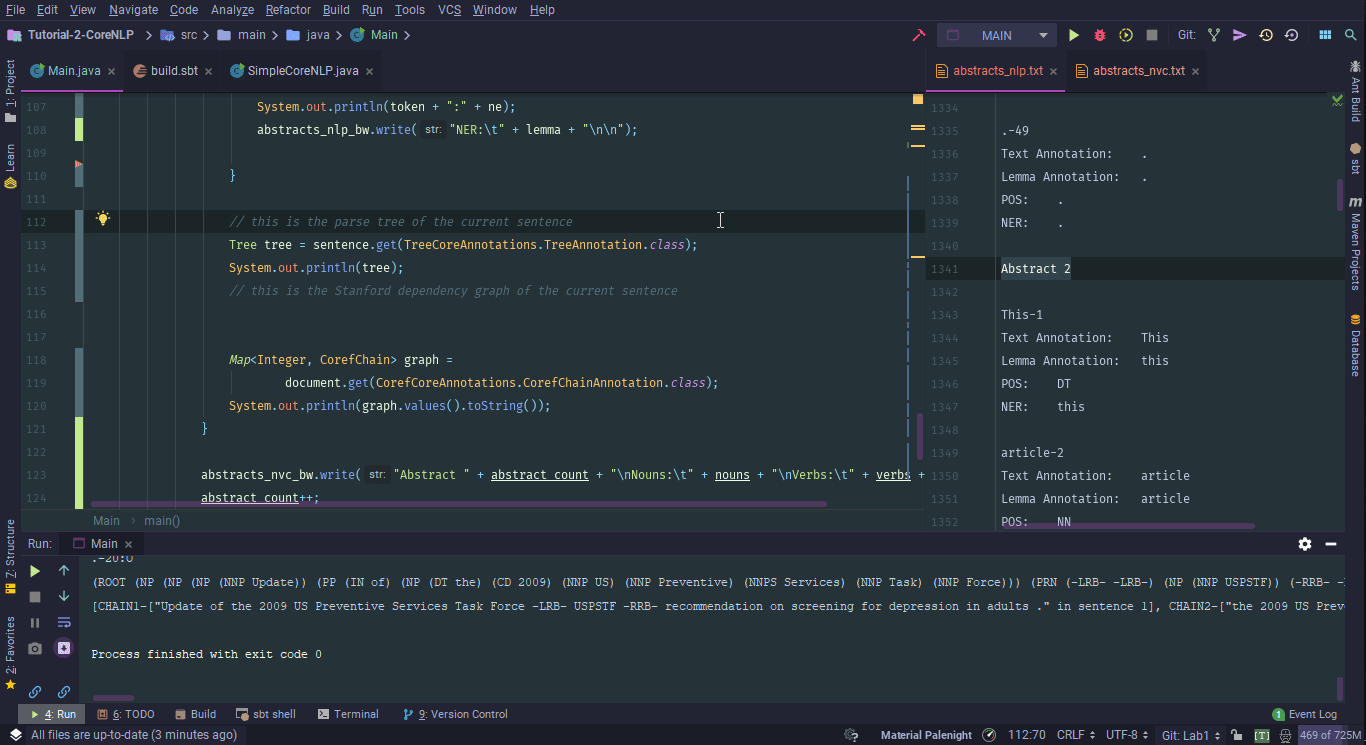 File Edit View Navigate Code Analyze Refactor Build Run Tools VCS Window Help
Tutorial-2-CoreNLP src main java Main MAIN Git:
Main.java build.sbt SimpleCoreNLP.java abstracts_nlp.txt abstracts_nvc.txt
1: Project
Learn
7: Structure
2: Favorites
107 System.out.println(token + ":" + ne);
108 abstracts_nlp_bw.write( str: "NER:\t" + lemma + "\n\n");
109
110 }
111
112 // this is the parse tree of the current sentence
113 Tree tree = sentence.get(TreeCoreAnnotations.TreeAnnotation.class);
114 System.out.println(tree);
115 // this is the Stanford dependency graph of the current sentence
116
117
118 Map<Integer, CorefChain> graph =
119 document.get(CorefCoreAnnotations.CorefChainAnnotation.class);
120 System.out.println(graph.values().toString());
121 }
122
123 abstracts_nvc_bw.write( str: "Abstract " + abstract_count + "\nNouns:\t" + nouns + "\nVerbs:\t" + verbs +
124 abstract_count++;
Main main()
1334
1335 .-49
1336 Text Annotation: .
1337 Lemma Annotation: .
1338 POS: .
1339 NER: .
1340
1341 Abstract 2
1342
1343 This-1
1344 Text Annotation: This
1345 Lemma Annotation: this
1346 POS: DT
1347 NER: this
1348
1349 article-2
1350 Text Annotation: article
1351 Lemma Annotation: article
1352 POS: NN
Ant Build
sbt
m Maven Projects
Database
Run: Main
.-20:O
(ROOT (NP (NP (NP (NNP Update)) (PP (IN of) (NP (DT the) (CD 2009) (NNP US) (NNP Preventive) (NNPS Services) (NNP Task) (NNP Force))) (PRN (-LRB- -LRB-) (NP (NNP USPSTF)) (-RRB- -
[CHAIN1-["Update of the 2009 US Preventive Services Task Force -LRB- USPSTF -RRB- recommendation on screening for depression in adults ." in sentence 1], CHAIN2-["the 2009 US Prev
Process finished with exit code 0
4: Run 6: TODO Build sbt shell Terminal 9: Version Control 1 Event Log
All files are up-to-date (3 minutes ago) Material Palenight 112:70 CRLF UTF-8 Git: Lab1 [T] 469 of 725M